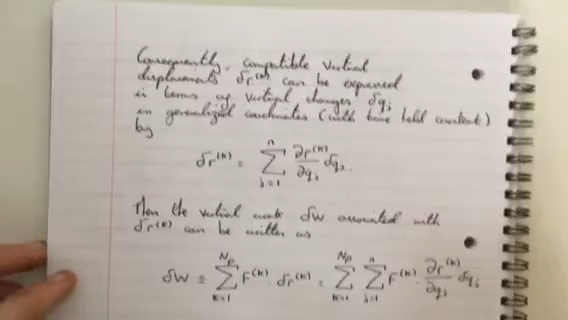 Consequently, compatible virtual
displacements δr^(k) can be expressed
in terms of virtual changes δq_j
in generalized coordinates (with time held constant)
by
δr^(k) = Σ_{j=1}^{n} ∂r^(k)/∂q_j δq_j.
Then the virtual work δW associated with
δr^(k) can be written as
δW = Σ_{k=1}^{Np} F^(k) · δr^(k) = Σ_{k=1}^{Np} Σ_{j=1}^{n} F^(k) · ∂r^(k)/∂q_j δq_j